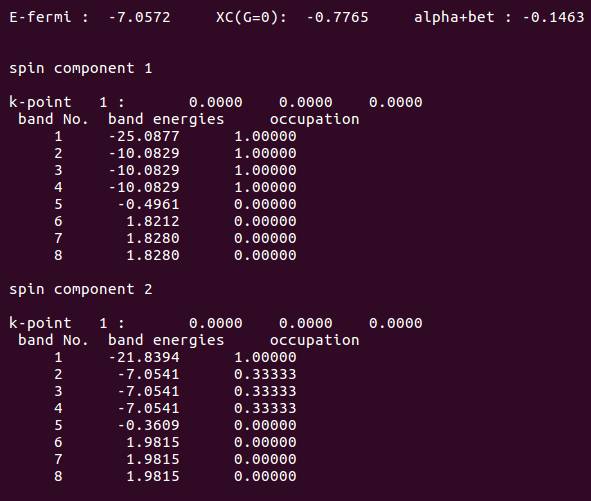 E-fermi :  -7.0572     XC(G=0):  -0.7765     alpha+bet : -0.1463
spin component 1
k-point   1 :       0.0000    0.0000    0.0000
band No.  band energies     occupation
1     -25.0877      1.00000
2     -10.0829      1.00000
3     -10.0829      1.00000
4     -10.0829      1.00000
5      -0.4961      0.00000
6       1.8212      0.00000
7       1.8280      0.00000
8       1.8280      0.00000
spin component 2
k-point   1 :       0.0000    0.0000    0.0000
band No.  band energies     occupation
1     -21.8394      1.00000
2      -7.0541      0.33333
3      -7.0541      0.33333
4      -7.0541      0.33333
5      -0.3609      0.00000
6       1.9815      0.00000
7       1.9815      0.00000
8       1.9815      0.00000